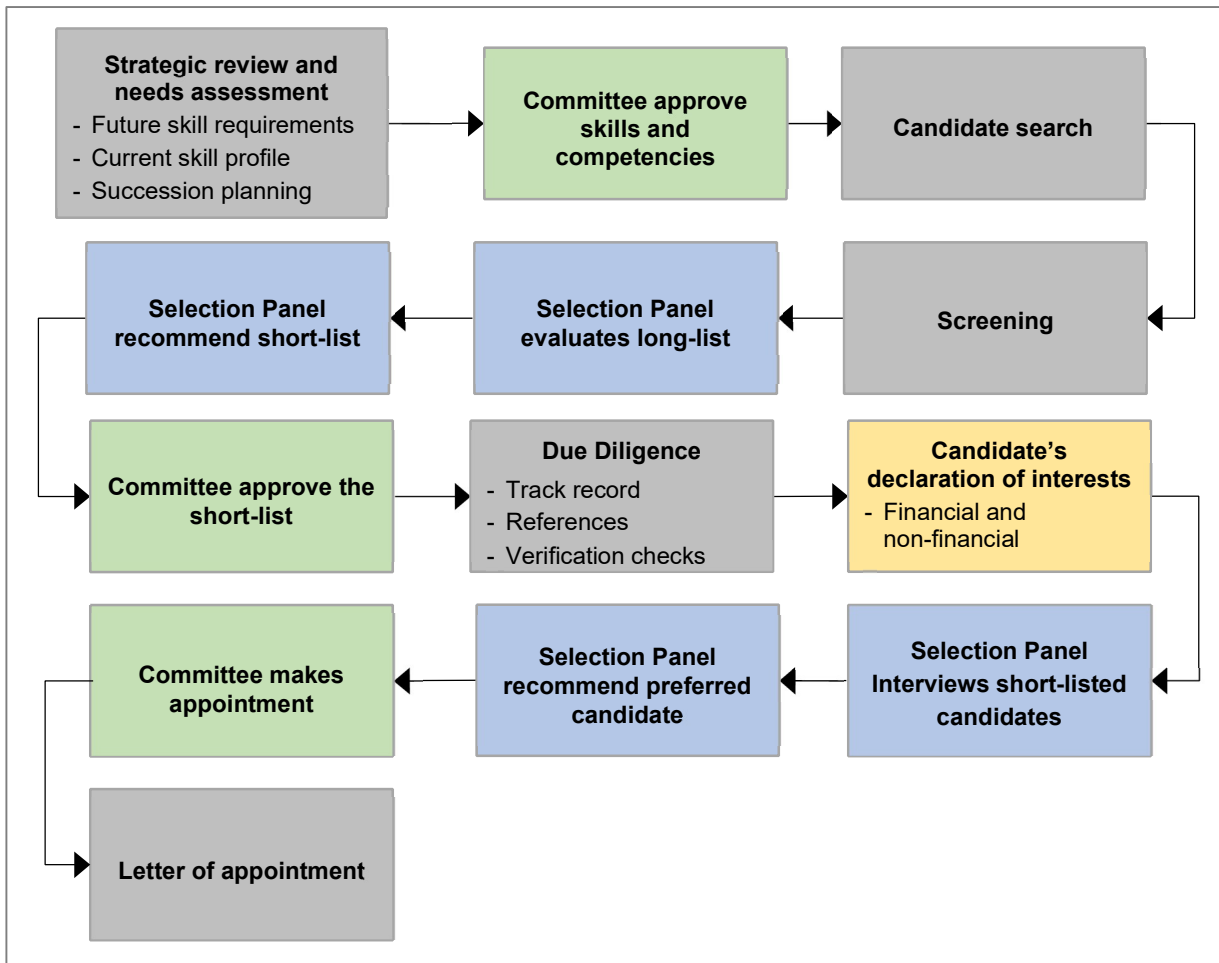 Strategic review and
needs assessment
- Future skill requirements
- Current skill profile
- Succession planning
Committee approve
skills and
competencies
Candidate search
Screening
Selection Panel
evaluates long-list
Selection Panel
recommend short-list
Committee approve the
short-list
Due Diligence
- Track record
- References
- Verification checks
Candidate’s
declaration of interests
- Financial and
non-financial
Selection Panel
Interviews short-listed
candidates
Selection Panel
recommend preferred
candidate
Committee makes
appointment
Letter of appointment